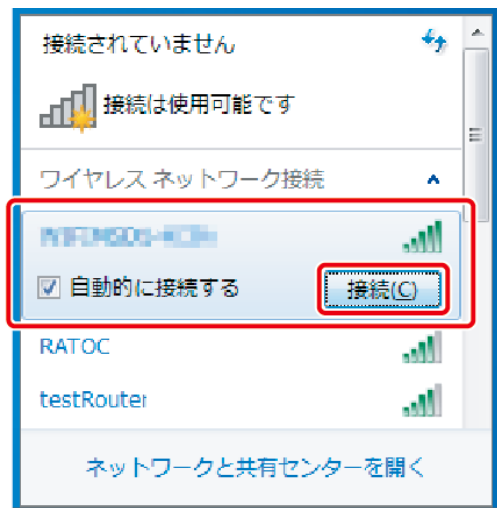 接続されていません
接続は使用可能です
ワイヤレス ネットワーク接続
自動的に接続する
接続(C)
RATOC
testRouter
ネットワークと共有センターを開く